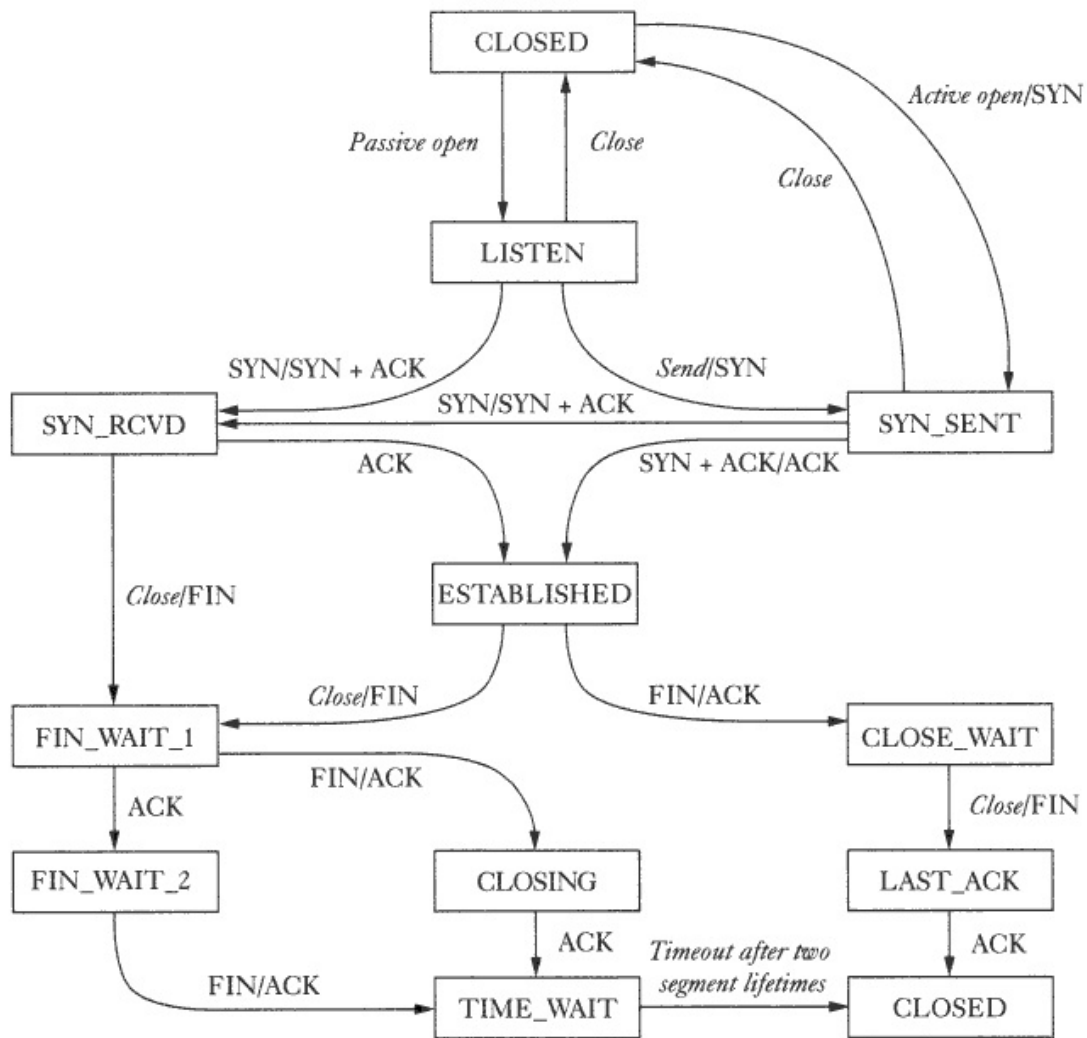 CLOSED
Active open/SYN
Passive open
Close
Close
LISTEN
SYN/SYN + ACK
Send/SYN
SYN/SYN + ACK
SYN_RCVD
SYN_SENT
ACK
SYN + ACK/ACK
Close/FIN
ESTABLISHED
Close/FIN
FIN/ACK
FIN_WAIT_1
CLOSE_WAIT
FIN/ACK
ACK
Close/FIN
FIN_WAIT_2
CLOSING
LAST_ACK
ACK
Timeout after two
segment lifetimes
ACK
FIN/ACK
TIME_WAIT
CLOSED